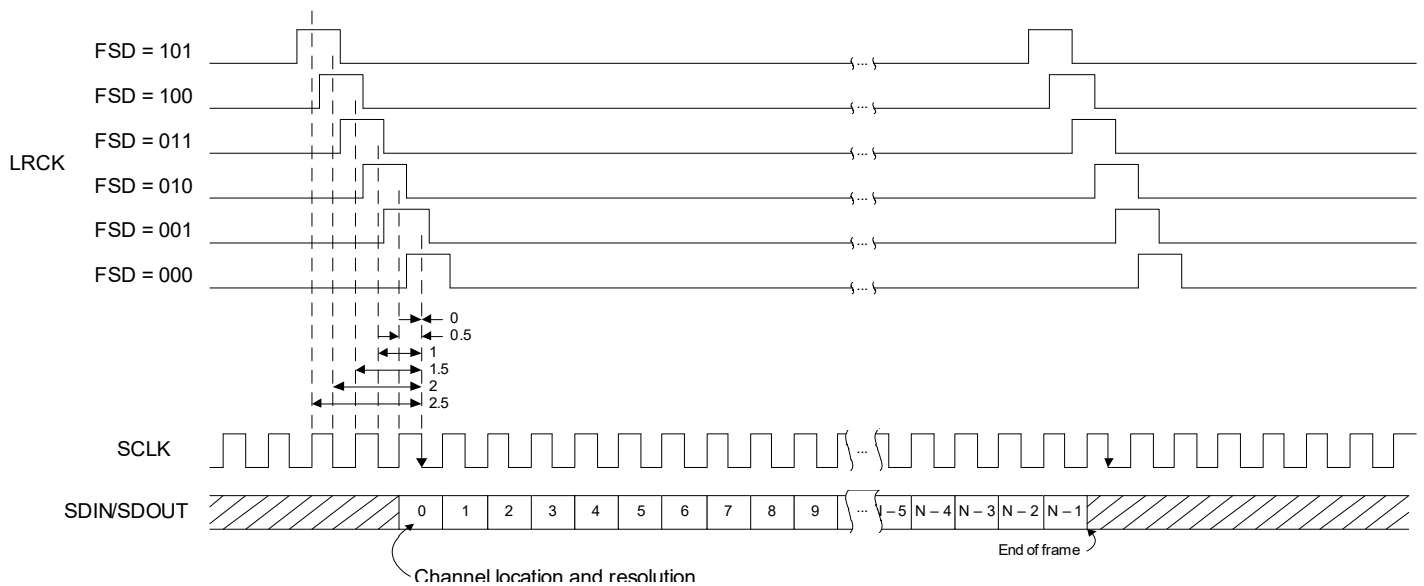 FSD = 101
...
FSD = 100
...
FSD = 011
...
LRCK
FSD = 010
...
FSD = 001
...
FSD = 000
...
0
0.5
1
1.5
2
2.5
SCLK
...
SDIN/SDOUT
0 1 2 3 4 5 6 7 8 9 ... N – 5 N – 4 N – 3 N – 2 N – 1
End of frame
Channel location and resolution